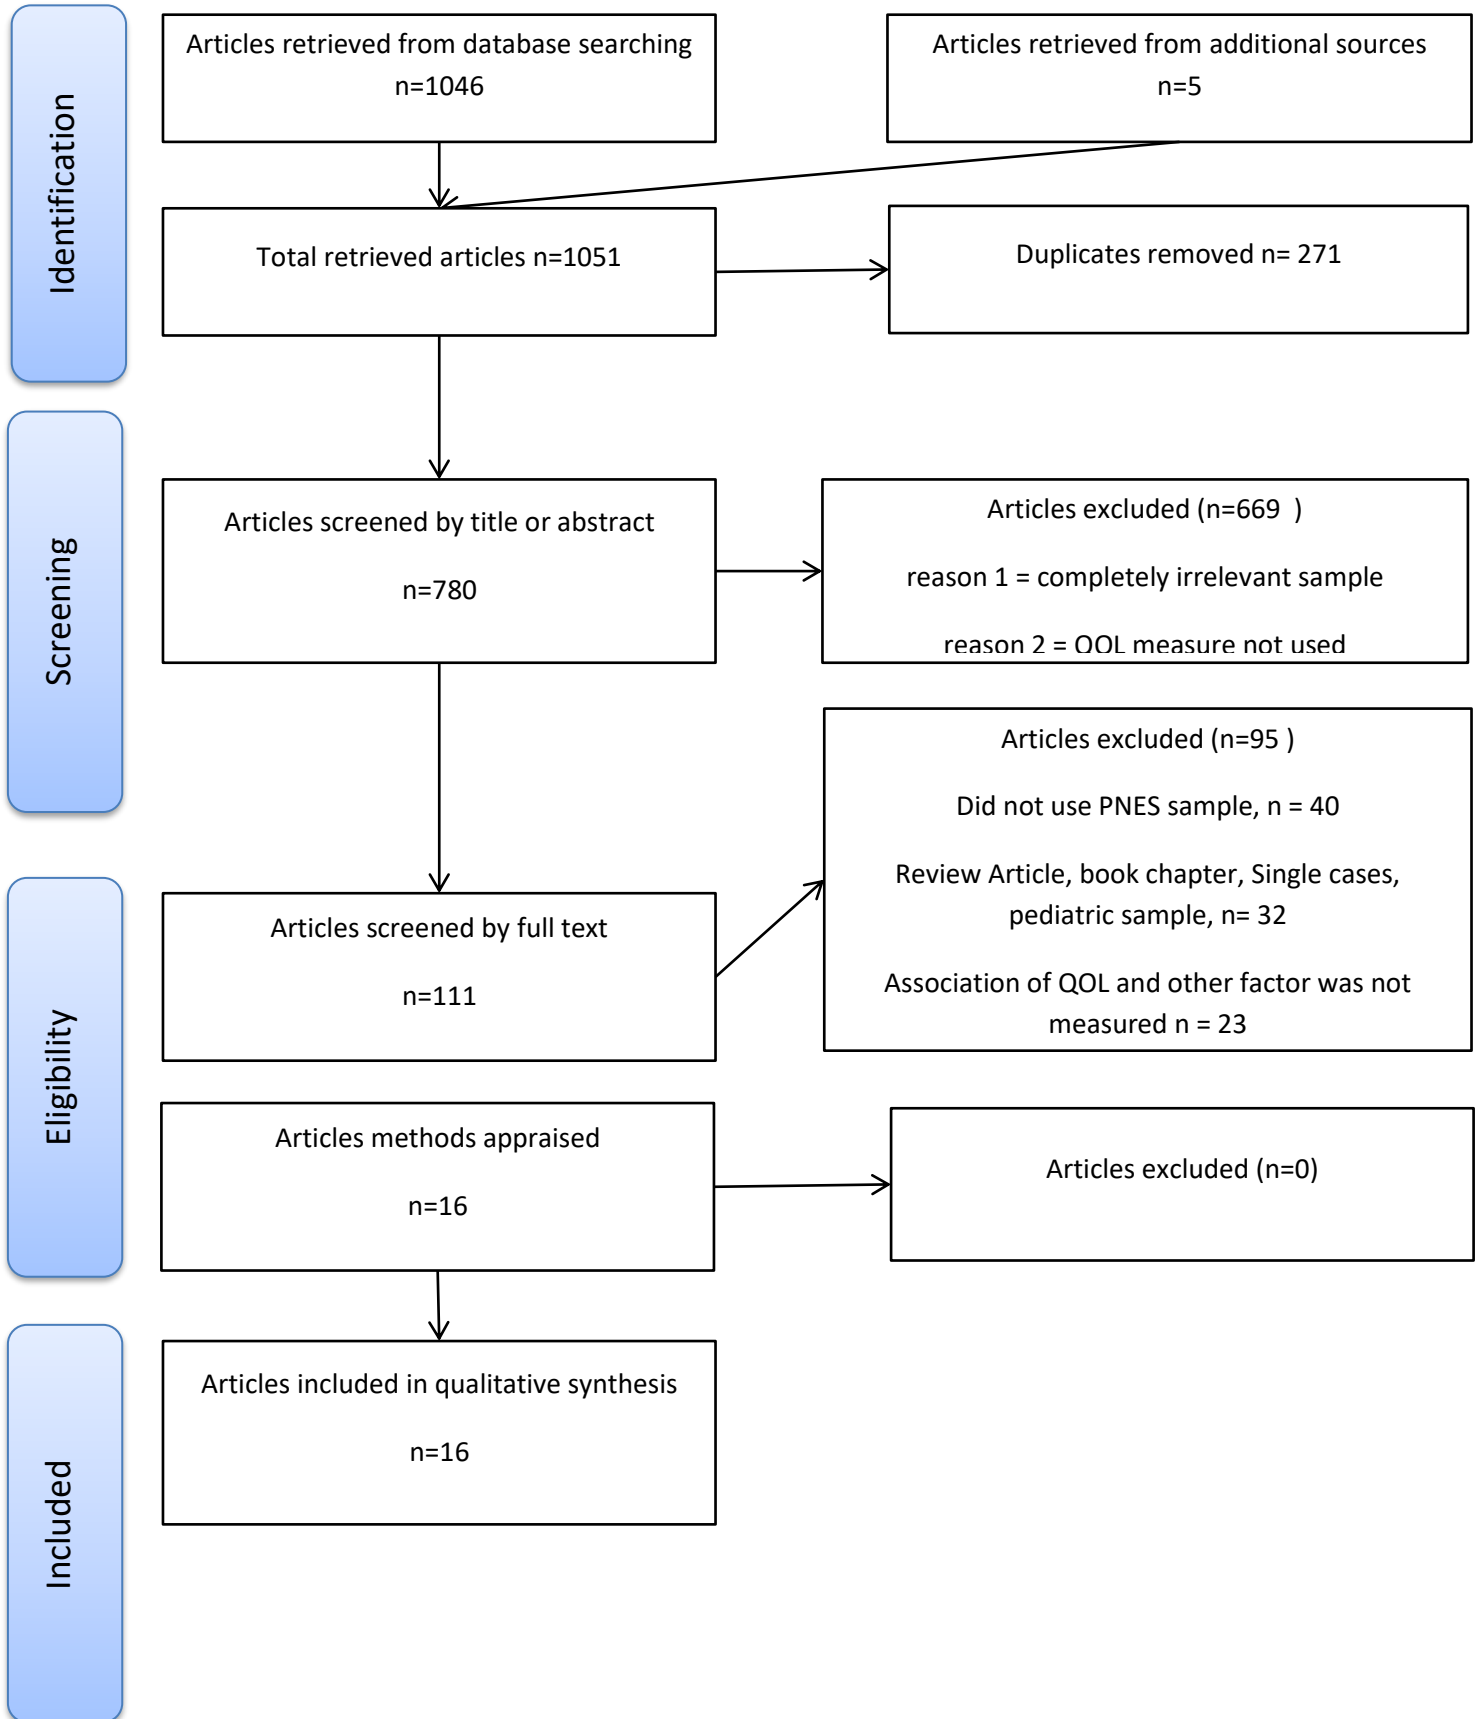 Identification
Articles retrieved from database searching
n=1046
Articles retrieved from additional sources
n=5
Total retrieved articles n=1051
Duplicates removed n= 271
Screening
Articles screened by title or abstract
n=780
Articles excluded (n=669  )
reason 1 = completely irrelevant sample
reason 2 = QOL measure not used
Articles excluded (n=95 )
Did not use PNES sample, n = 40
Review Article, book chapter, Single cases,
pediatric sample, n= 32
Association of QOL and other factor was not
measured n = 23
Eligibility
Articles screened by full text
n=111
Articles methods appraised
n=16
Articles excluded (n=0)
Included
Articles included in qualitative synthesis
n=16